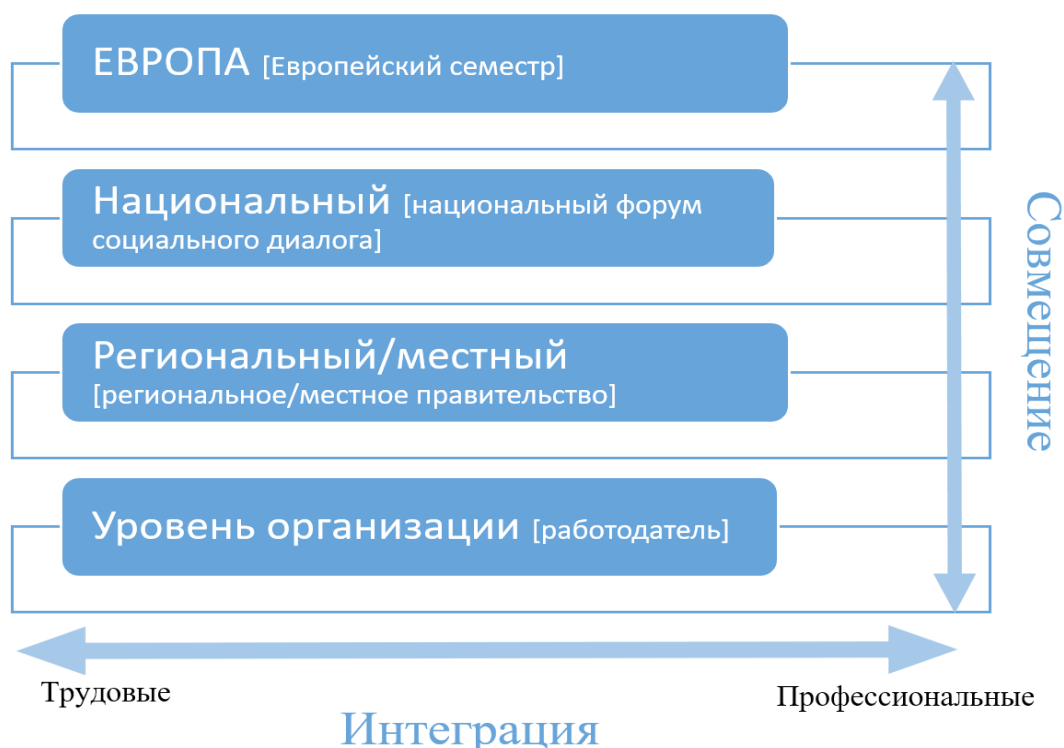 ЕВРОПА [Европейский семестр]
Национальный [национальный форум
социального диалога]
Региональный/местный
[региональное/местное правительство]
Уровень организации [работодатель]
Совмещение
Трудовые
Профессиональные
Интеграция